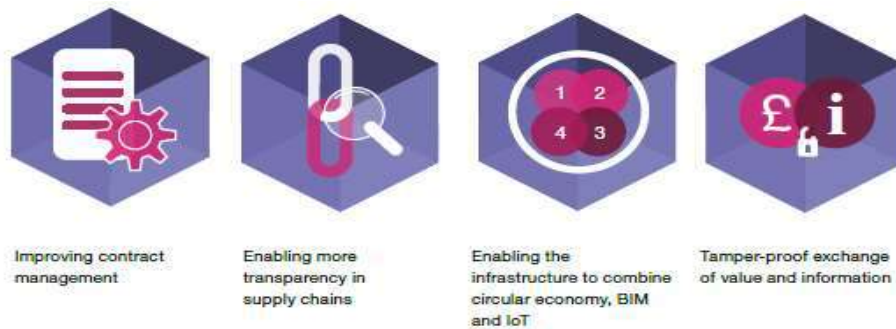 1 2
4 3
£ i
Improving contract
management
Enabling more
transparency in
supply chains
Enabling the
infrastructure to combine
circular economy, BIM
and IoT
Tamper-proof exchange
of value and information